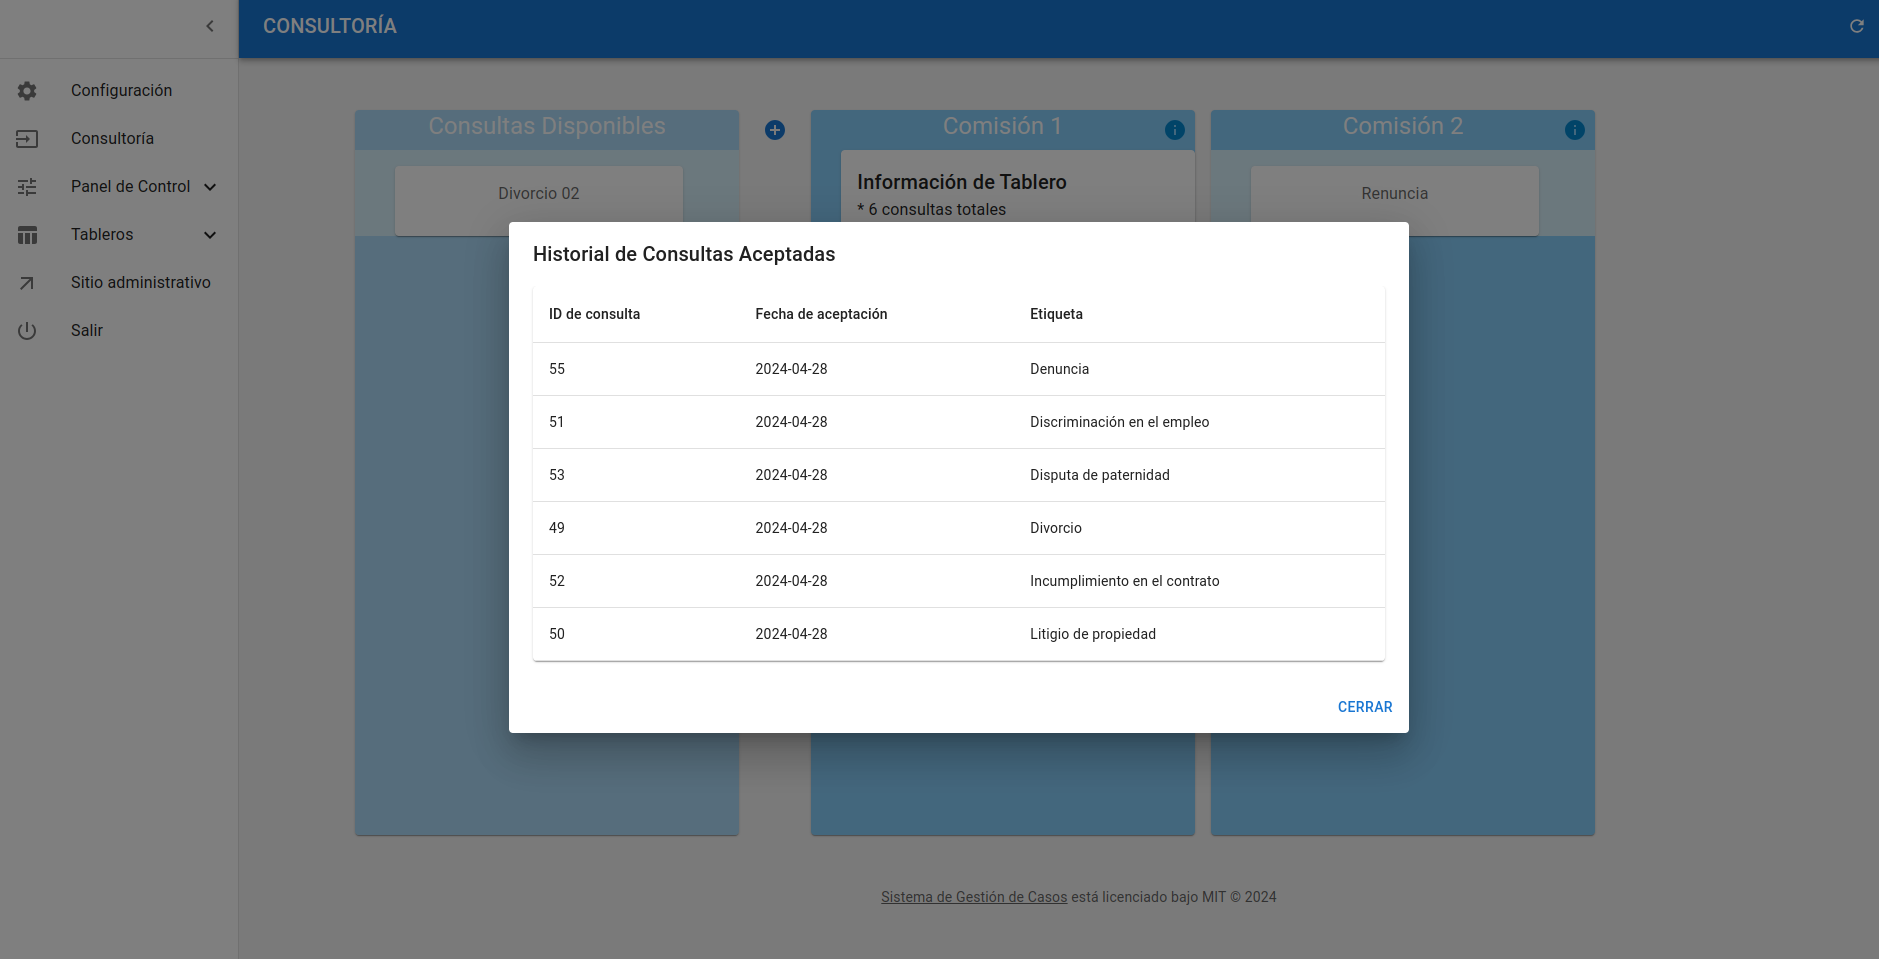 CONSULTORÍA
Configuración
Consultoría
Panel de Control
Tableros
Sitio administrativo
Salir
Consultas Disponibles
Comisión 1
Comisión 2
Divorcio 02
Información de Tablero
* 6 consultas totales
Renuncia
Historial de Consultas Aceptadas
ID de consulta Fecha de aceptación Etiqueta
55 2024-04-28 Denuncia
51 2024-04-28 Discriminación en el empleo
53 2024-04-28 Disputa de paternidad
49 2024-04-28 Divorcio
52 2024-04-28 Incumplimiento en el contrato
50 2024-04-28 Litigio de propiedad
CERRAR
Sistema de Gestión de Casos está licenciado bajo MIT © 2024